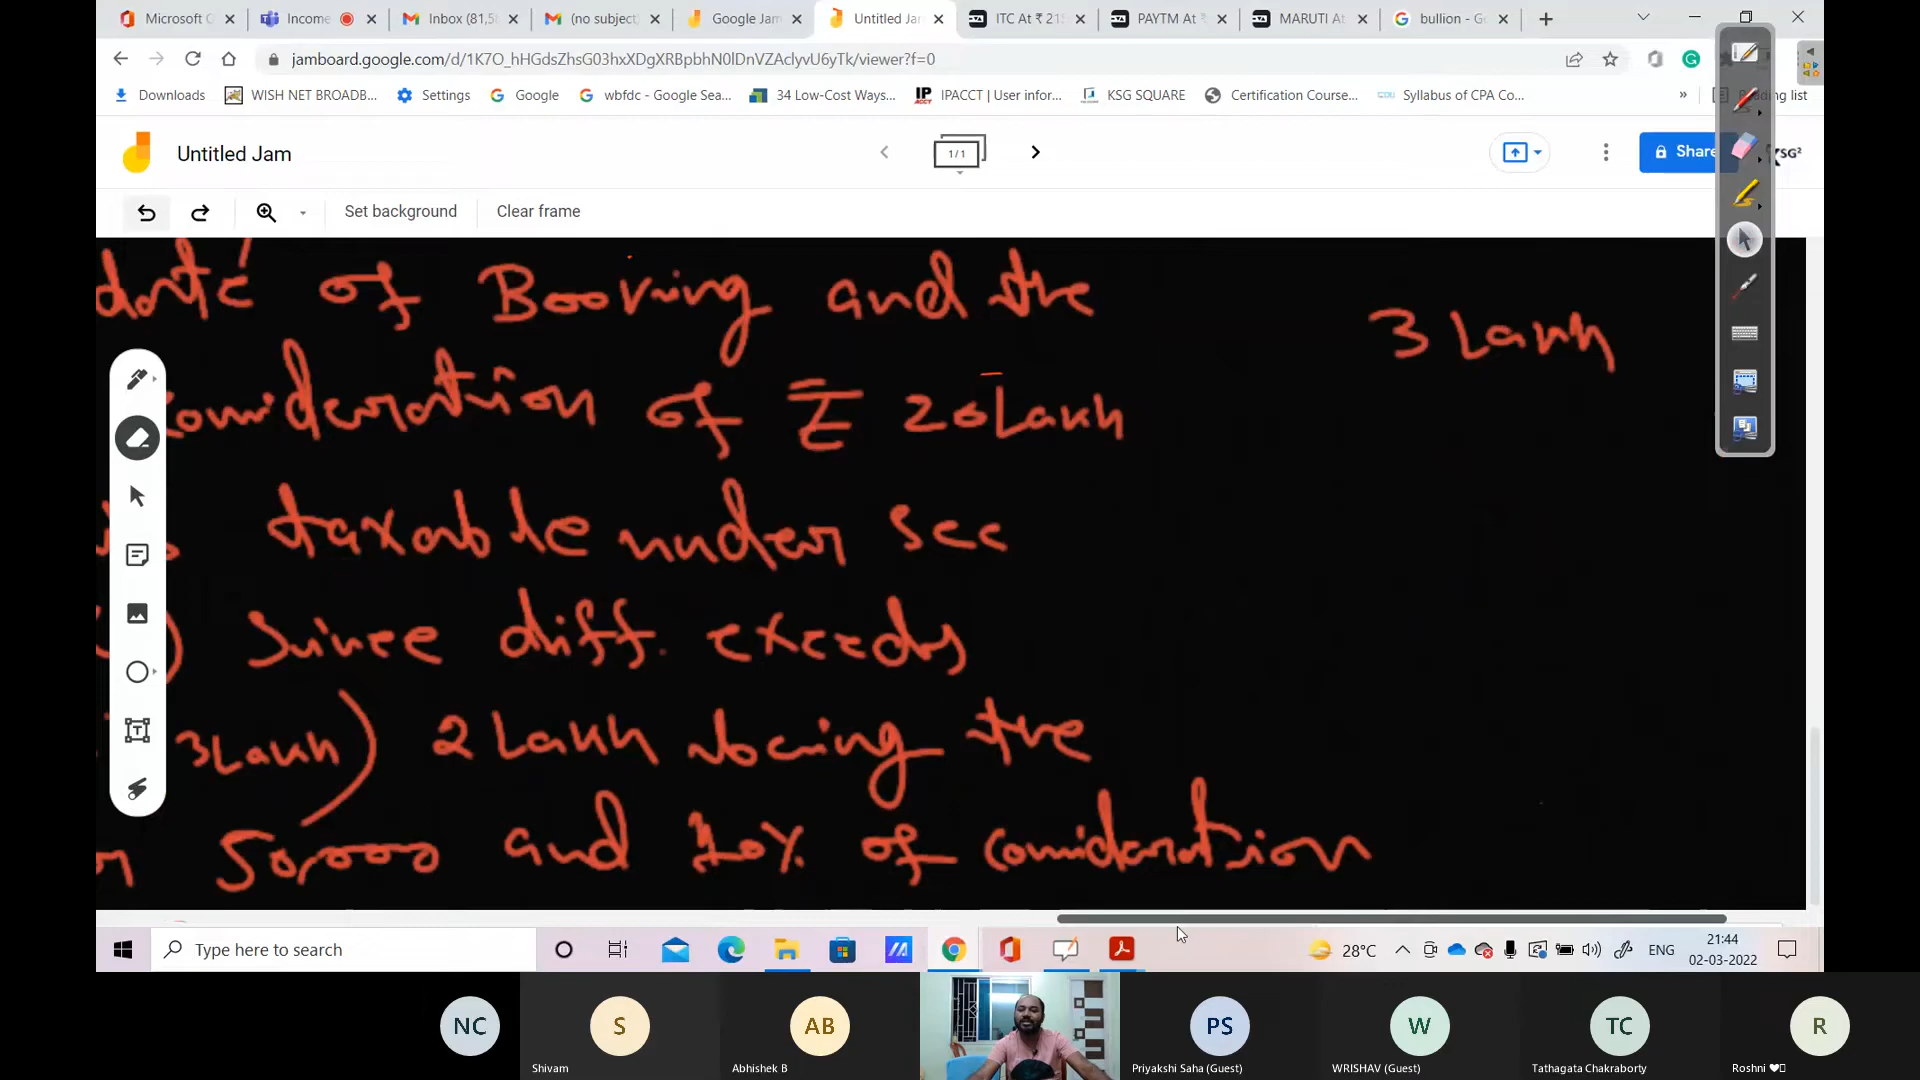 Microsoft O
Income
Inbox (81,5
(no subject
Google Jam
Untitled Ja
ITC At ₹ 21
PAYTM At ₹
MARUTI At
bullion - G
jamboard.google.com/d/1K7O_hHGdsZhsG03hxXDgXRBpbhN0lDnVZAclyvU6yTk/viewer?f=0
Downloads
WISH NET BROADB...
Settings
Google
wbfdc - Google Sea...
34 Low-Cost Ways...
IPACCT | User infor...
KSG SQUARE
Certification Course...
Syllabus of CPA Co...
»
ding list
Untitled Jam
1/1
Share
SG²
Set background
Clear frame
date of Booking and the
3 Lakh
consideration of ₹ 20 Lakh
taxable under sec
) Since diff. exceeds
3 Lakh) 2 Lakh being the
50,000 and 10% of consideration
Type here to search
28°C
ENG
21:44
02-03-2022
NC
S
Shivam
AB
Abhishek B
PS
Priyakshi Saha (Guest)
W
WRISHAV (Guest)
TC
Tathagata Chakraborty
R
Roshni ❤